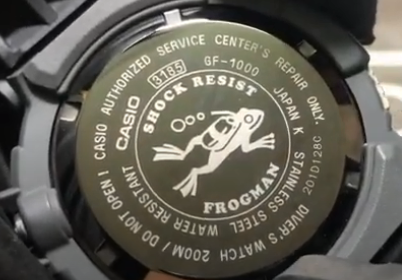 CASIO AUTHORIZED SERVICE CENTER'S REPAIR ONLY.
DIVER'S WATCH 200M / DO NOT OPEN !
CASIO
3185
GF-1000
JAPAN K
STAINLESS STEEL
WATER RESISTANT
201D128C
SHOCK RESIST
FROGMAN